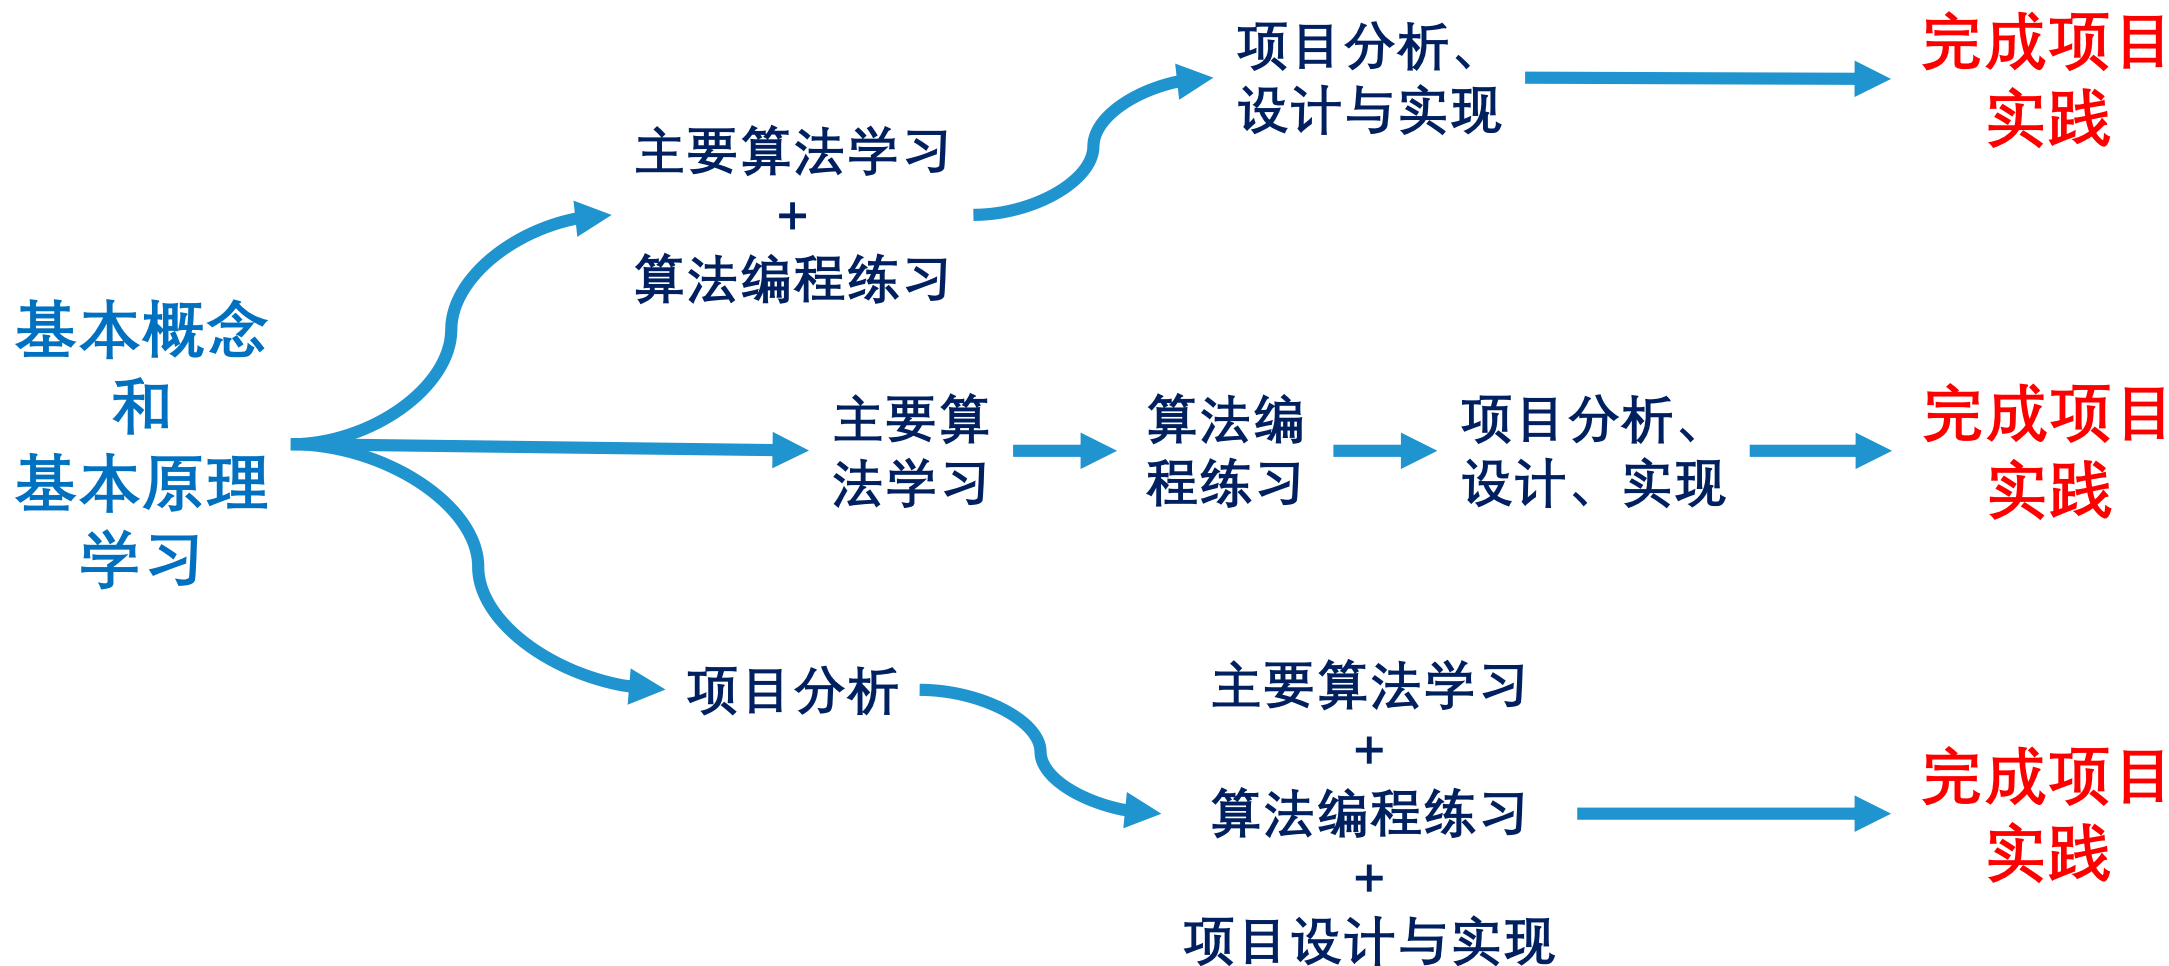 基本概念
和
基本原理
学习
主要算法学习
+
算法编程练习
项目分析、
设计与实现
完成项目
实践
主要算
法学习
算法编
程练习
项目分析、
设计、实现
完成项目
实践
项目分析
主要算法学习
+
算法编程练习
+
项目设计与实现
完成项目
实践